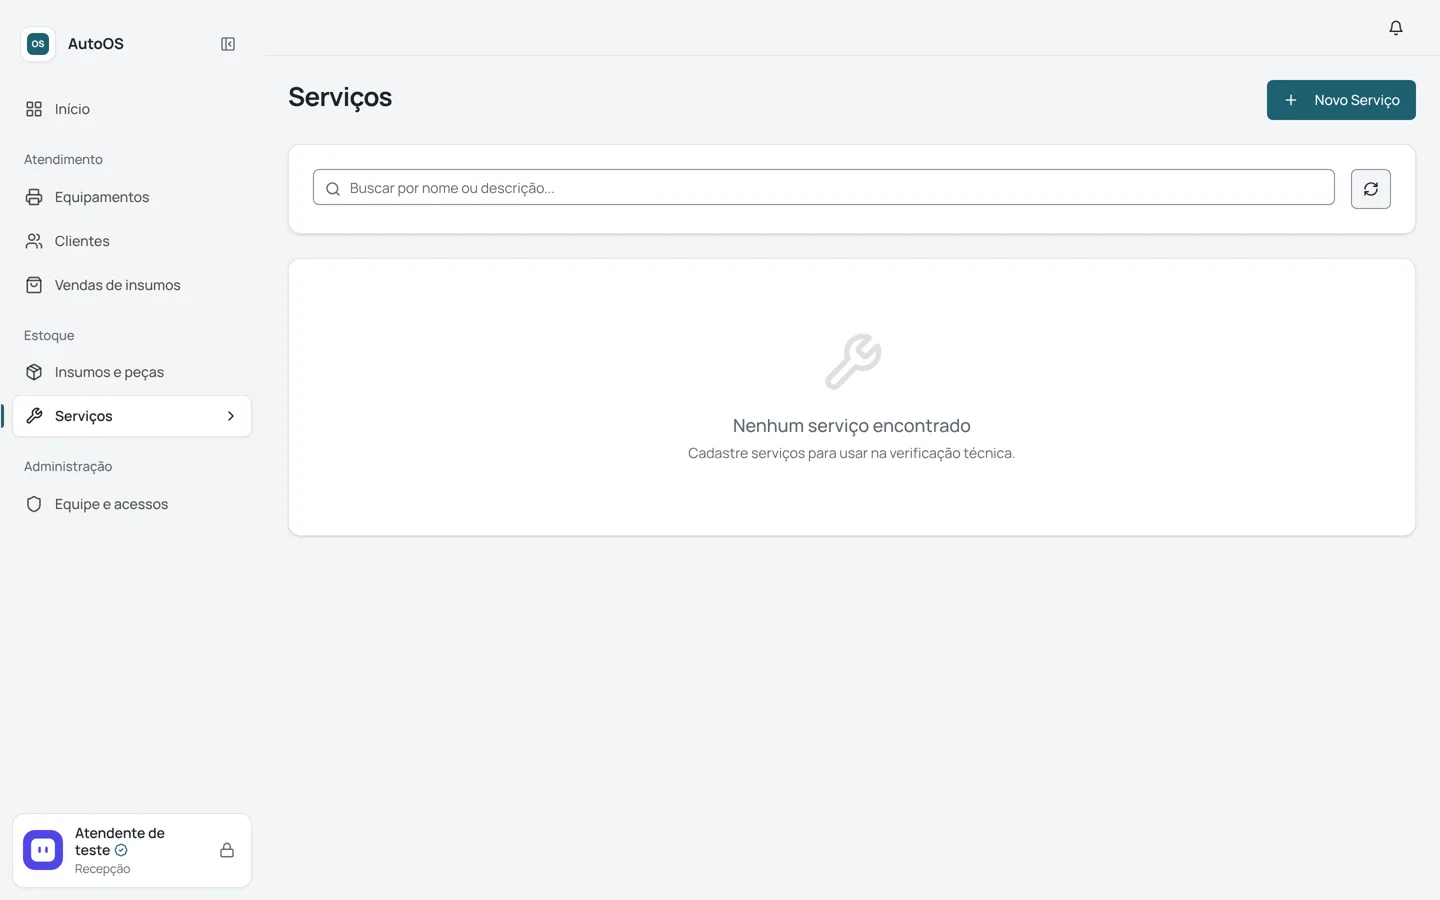 OS
AutoOS
Início
Atendimento
Equipamentos
Clientes
Vendas de insumos
Estoque
Insumos e peças
Serviços
Administração
Equipe e acessos
Atendente de
teste
Recepção
Serviços
Novo Serviço
Buscar por nome ou descrição...
Nenhum serviço encontrado
Cadastre serviços para usar na verificação técnica.